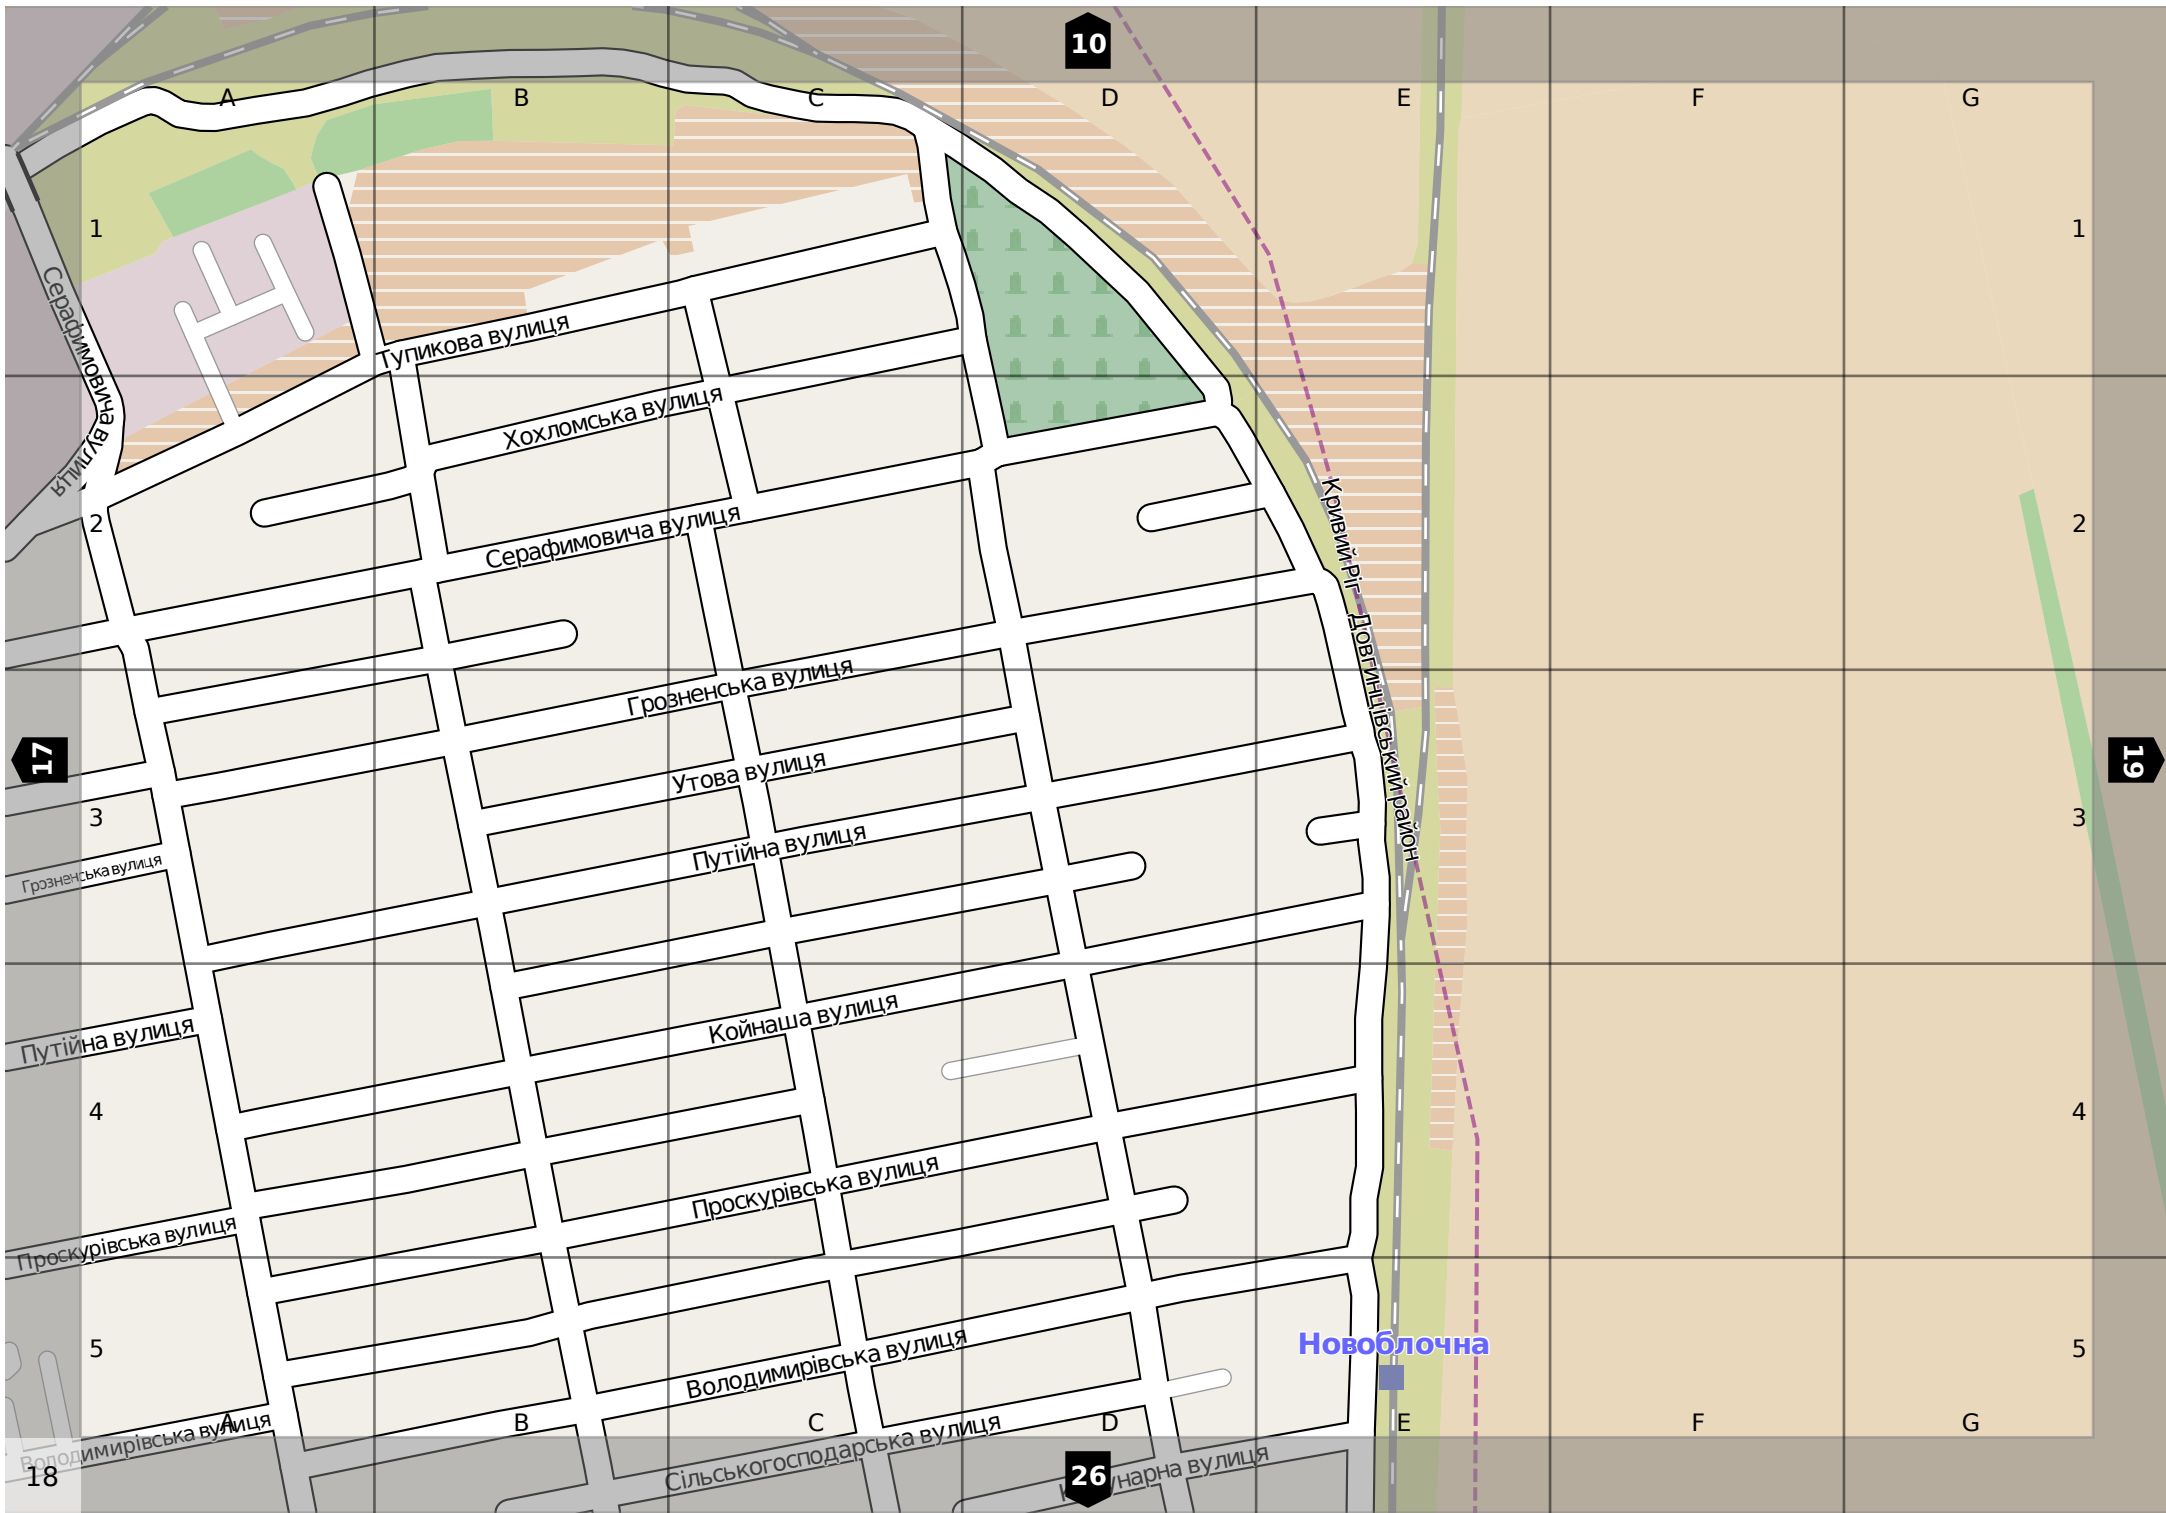 10
A B C D E F G
1 1
Серафимовича вулиця
Тупикова вулиця
Хохломська вулиця
2 2
Серафимовича вулиця
Кривий Ріг Довгинцівський район
Грозненська вулиця
17 19
Утова вулиця
3 3
Путійна вулиця
Грозненська вулиця
Койнаша вулиця
Путійна вулиця
4 4
Проскурівська вулиця
Проскурівська вулиця
5 5
Новоблочна
Володимирівська вулиця
A B C D E F G
Володимирівська вулиця
Сільськогосподарська вулиця
18 26
вулиця